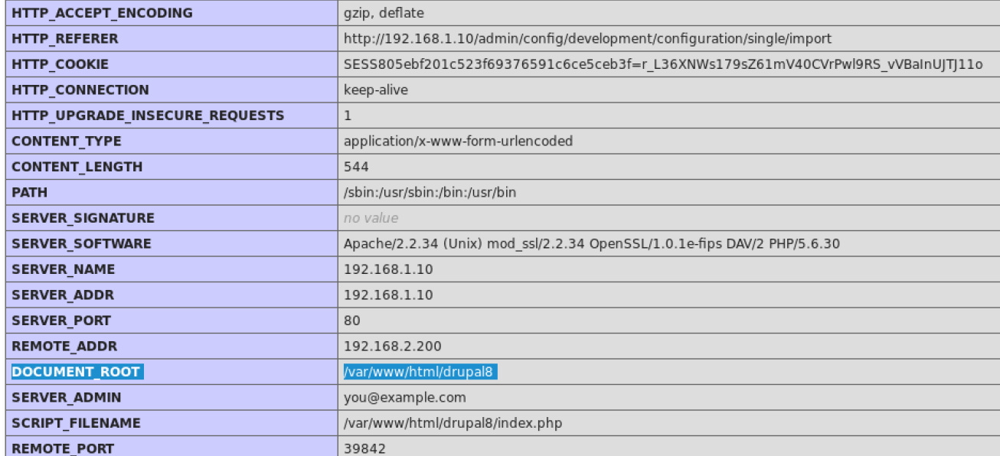 HTTP_ACCEPT_ENCODING gzip, deflate
HTTP_REFERER http://192.168.1.10/admin/config/development/configuration/single/import
HTTP_COOKIE SESS805ebf201c523f69376591c6ce5ceb3f=r_L36XNWs179sZ61mV40CVrPwl9RS_vVBaInUJTJ11o
HTTP_CONNECTION keep-alive
HTTP_UPGRADE_INSECURE_REQUESTS 1
CONTENT_TYPE application/x-www-form-urlencoded
CONTENT_LENGTH 544
PATH /sbin:/usr/sbin:/bin:/usr/bin
SERVER_SIGNATURE no value
SERVER_SOFTWARE Apache/2.2.34 (Unix) mod_ssl/2.2.34 OpenSSL/1.0.1e-fips DAV/2 PHP/5.6.30
SERVER_NAME 192.168.1.10
SERVER_ADDR 192.168.1.10
SERVER_PORT 80
REMOTE_ADDR 192.168.2.200
DOCUMENT_ROOT /var/www/html/drupal8
SERVER_ADMIN you@example.com
SCRIPT_FILENAME /var/www/html/drupal8/index.php
REMOTE_PORT 39842